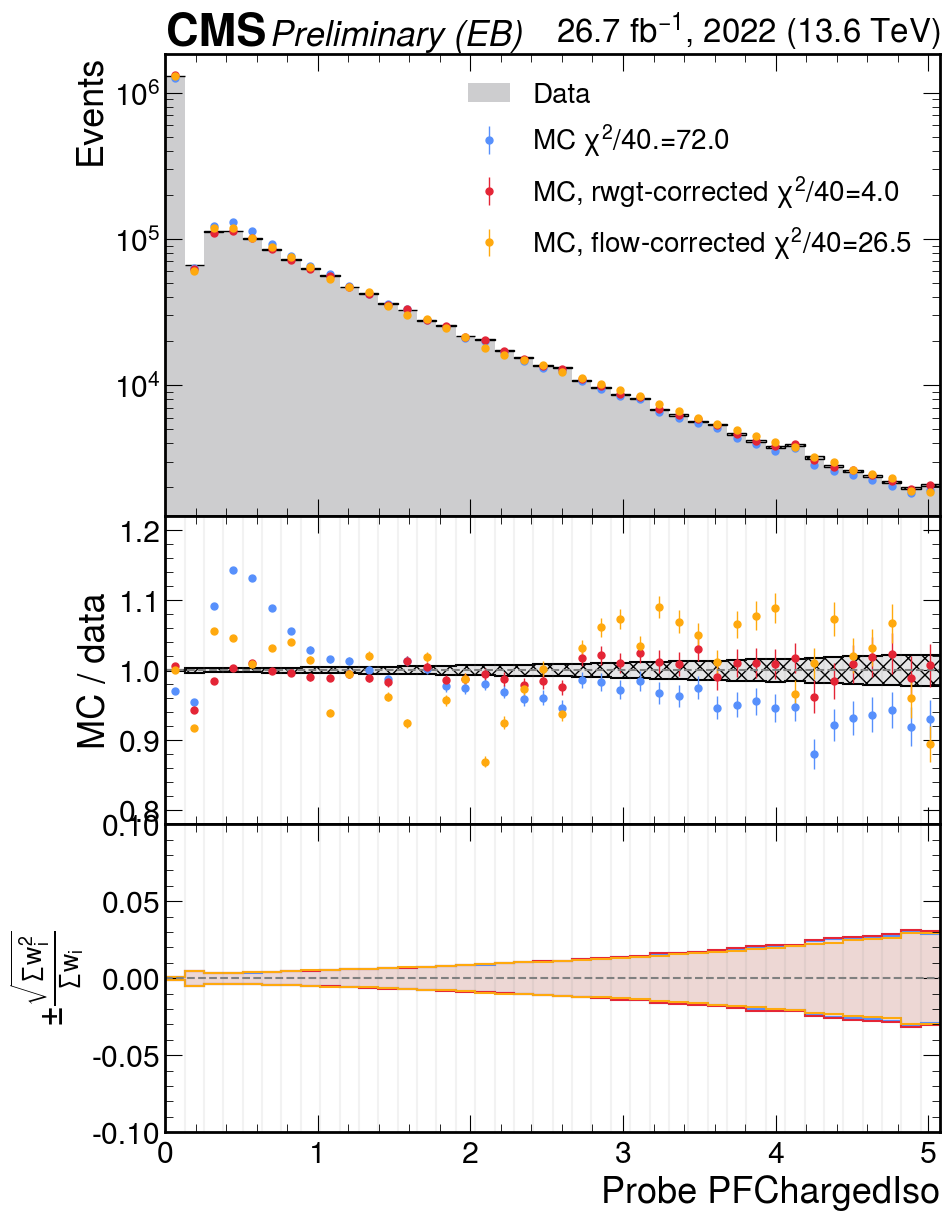 CMS Preliminary (EB) 26.7 fb⁻¹, 2022 (13.6 TeV)
Events
10⁶
10⁵
10⁴
Data
MC χ²/40.=72.0
MC, rwgt-corrected χ²/40=4.0
MC, flow-corrected χ²/40=26.5
MC / data
1.2
1.1
1.0
0.9
0.8
±√Σwᵢ²/Σwᵢ
0.10
0.05
0.00
-0.05
-0.10
0 1 2 3 4 5
Probe PFChargedIso